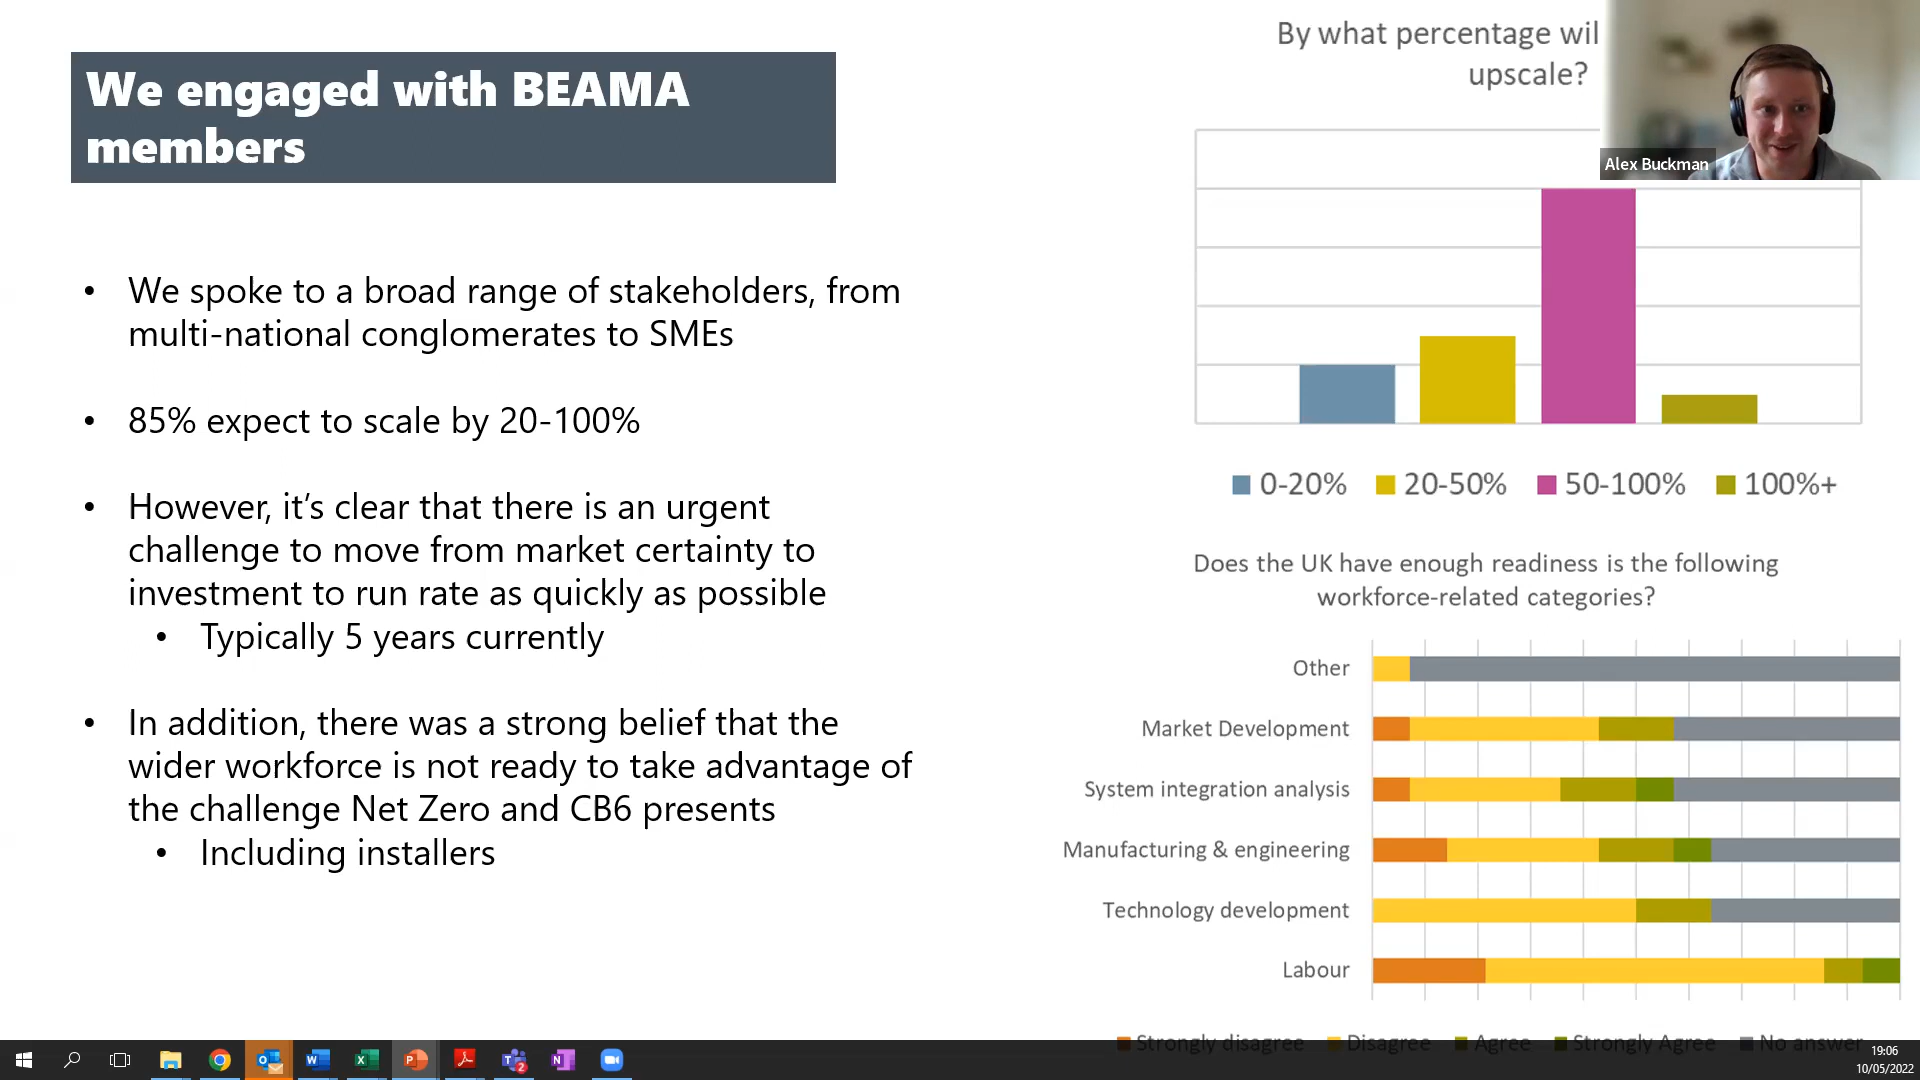 We engaged with BEAMA
members
• We spoke to a broad range of stakeholders, from
multi-national conglomerates to SMEs
• 85% expect to scale by 20-100%
• However, it’s clear that there is an urgent
challenge to move from market certainty to
investment to run rate as quickly as possible
• Typically 5 years currently
• In addition, there was a strong belief that the
wider workforce is not ready to take advantage of
the challenge Net Zero and CB6 presents
• Including installers
By what percentage wil
upscale?
Alex Buckman
0-20% 20-50% 50-100% 100%+
Does the UK have enough readiness is the following
workforce-related categories?
Other
Market Development
System integration analysis
Manufacturing & engineering
Technology development
Labour
Strongly disagree Disagree Agree Strongly Agree No answer
19:06
10/05/2022